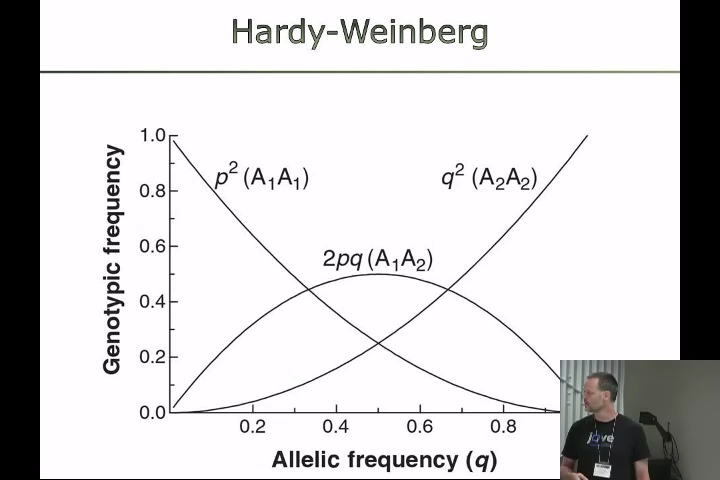 Hardy-Weinberg
Genotypic frequency
1.0
0.8
0.6
0.4
0.2
0.0
p² (A₁A₁)
q² (A₂A₂)
2pq (A₁A₂)
0.2
0.4
0.6
0.8
Allelic frequency (q)
jove